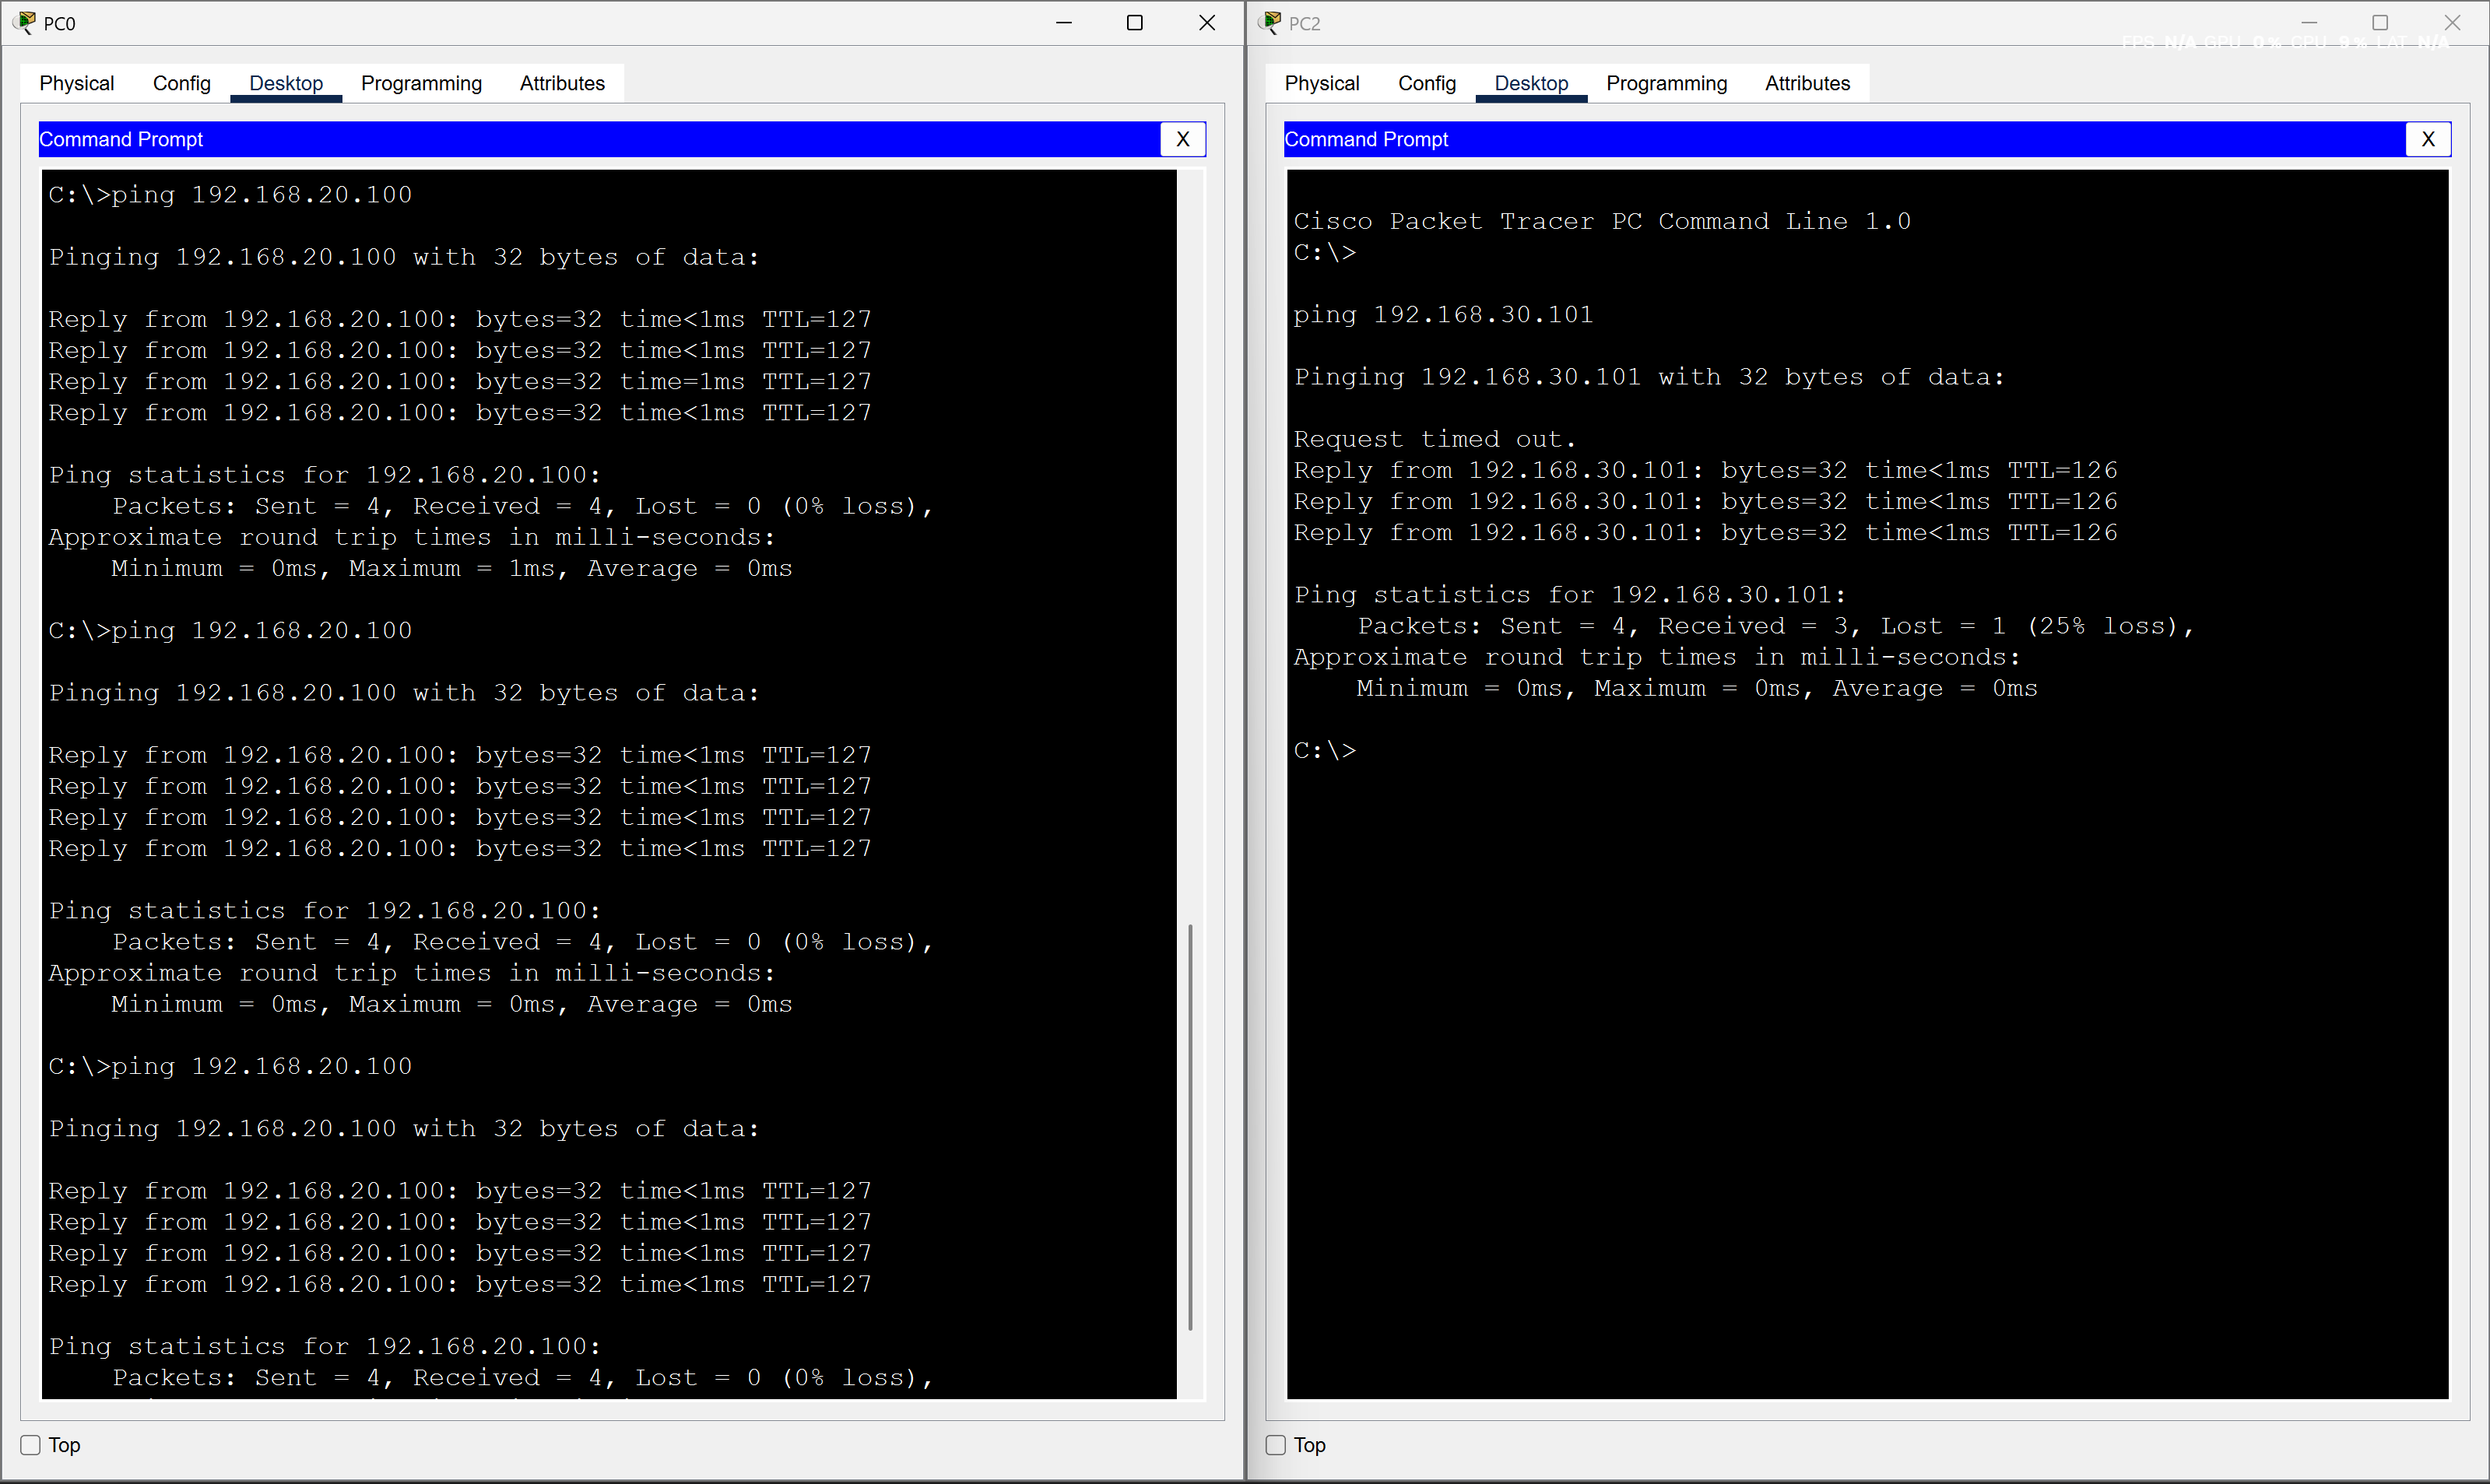 PC0
Physical Config Desktop Programming Attributes
Command Prompt X
C:\>ping 192.168.20.100
Pinging 192.168.20.100 with 32 bytes of data:
Reply from 192.168.20.100: bytes=32 time<1ms TTL=127
Reply from 192.168.20.100: bytes=32 time<1ms TTL=127
Reply from 192.168.20.100: bytes=32 time=1ms TTL=127
Reply from 192.168.20.100: bytes=32 time<1ms TTL=127
Ping statistics for 192.168.20.100:
Packets: Sent = 4, Received = 4, Lost = 0 (0% loss),
Approximate round trip times in milli-seconds:
Minimum = 0ms, Maximum = 1ms, Average = 0ms
C:\>ping 192.168.20.100
Pinging 192.168.20.100 with 32 bytes of data:
Reply from 192.168.20.100: bytes=32 time<1ms TTL=127
Reply from 192.168.20.100: bytes=32 time<1ms TTL=127
Reply from 192.168.20.100: bytes=32 time<1ms TTL=127
Reply from 192.168.20.100: bytes=32 time<1ms TTL=127
Ping statistics for 192.168.20.100:
Packets: Sent = 4, Received = 4, Lost = 0 (0% loss),
Approximate round trip times in milli-seconds:
Minimum = 0ms, Maximum = 0ms, Average = 0ms
C:\>ping 192.168.20.100
Pinging 192.168.20.100 with 32 bytes of data:
Reply from 192.168.20.100: bytes=32 time<1ms TTL=127
Reply from 192.168.20.100: bytes=32 time<1ms TTL=127
Reply from 192.168.20.100: bytes=32 time<1ms TTL=127
Reply from 192.168.20.100: bytes=32 time<1ms TTL=127
Ping statistics for 192.168.20.100:
Packets: Sent = 4, Received = 4, Lost = 0 (0% loss),
Top
PC2
FPS N/A GPU 0% CPU 9% LAT N/A
Physical Config Desktop Programming Attributes
Command Prompt X
Cisco Packet Tracer PC Command Line 1.0
C:\>
ping 192.168.30.101
Pinging 192.168.30.101 with 32 bytes of data:
Request timed out.
Reply from 192.168.30.101: bytes=32 time<1ms TTL=126
Reply from 192.168.30.101: bytes=32 time<1ms TTL=126
Reply from 192.168.30.101: bytes=32 time<1ms TTL=126
Ping statistics for 192.168.30.101:
Packets: Sent = 4, Received = 3, Lost = 1 (25% loss),
Approximate round trip times in milli-seconds:
Minimum = 0ms, Maximum = 0ms, Average = 0ms
C:\>
Top